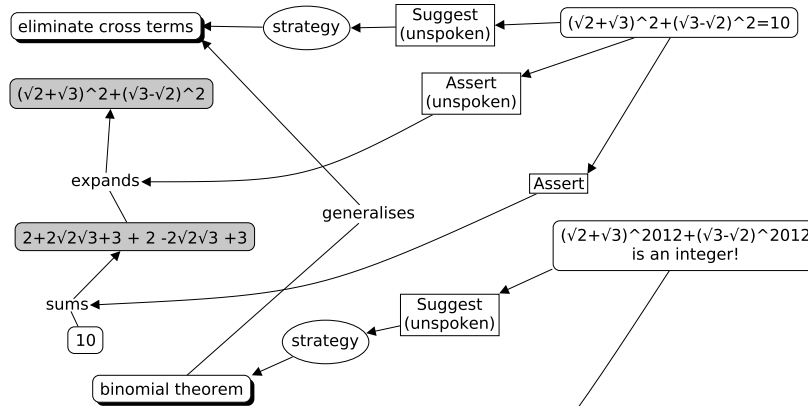 eliminate cross terms
strategy
Suggest
(unspoken)
(√2+√3)^2+(√3-√2)^2=10
(√2+√3)^2+(√3-√2)^2
Assert
(unspoken)
expands
Assert
generalises
2+2√2√3+3 + 2 -2√2√3 +3
(√2+√3)^2012+(√3-√2)^2012
is an integer!
sums
Suggest
(unspoken)
10
strategy
binomial theorem